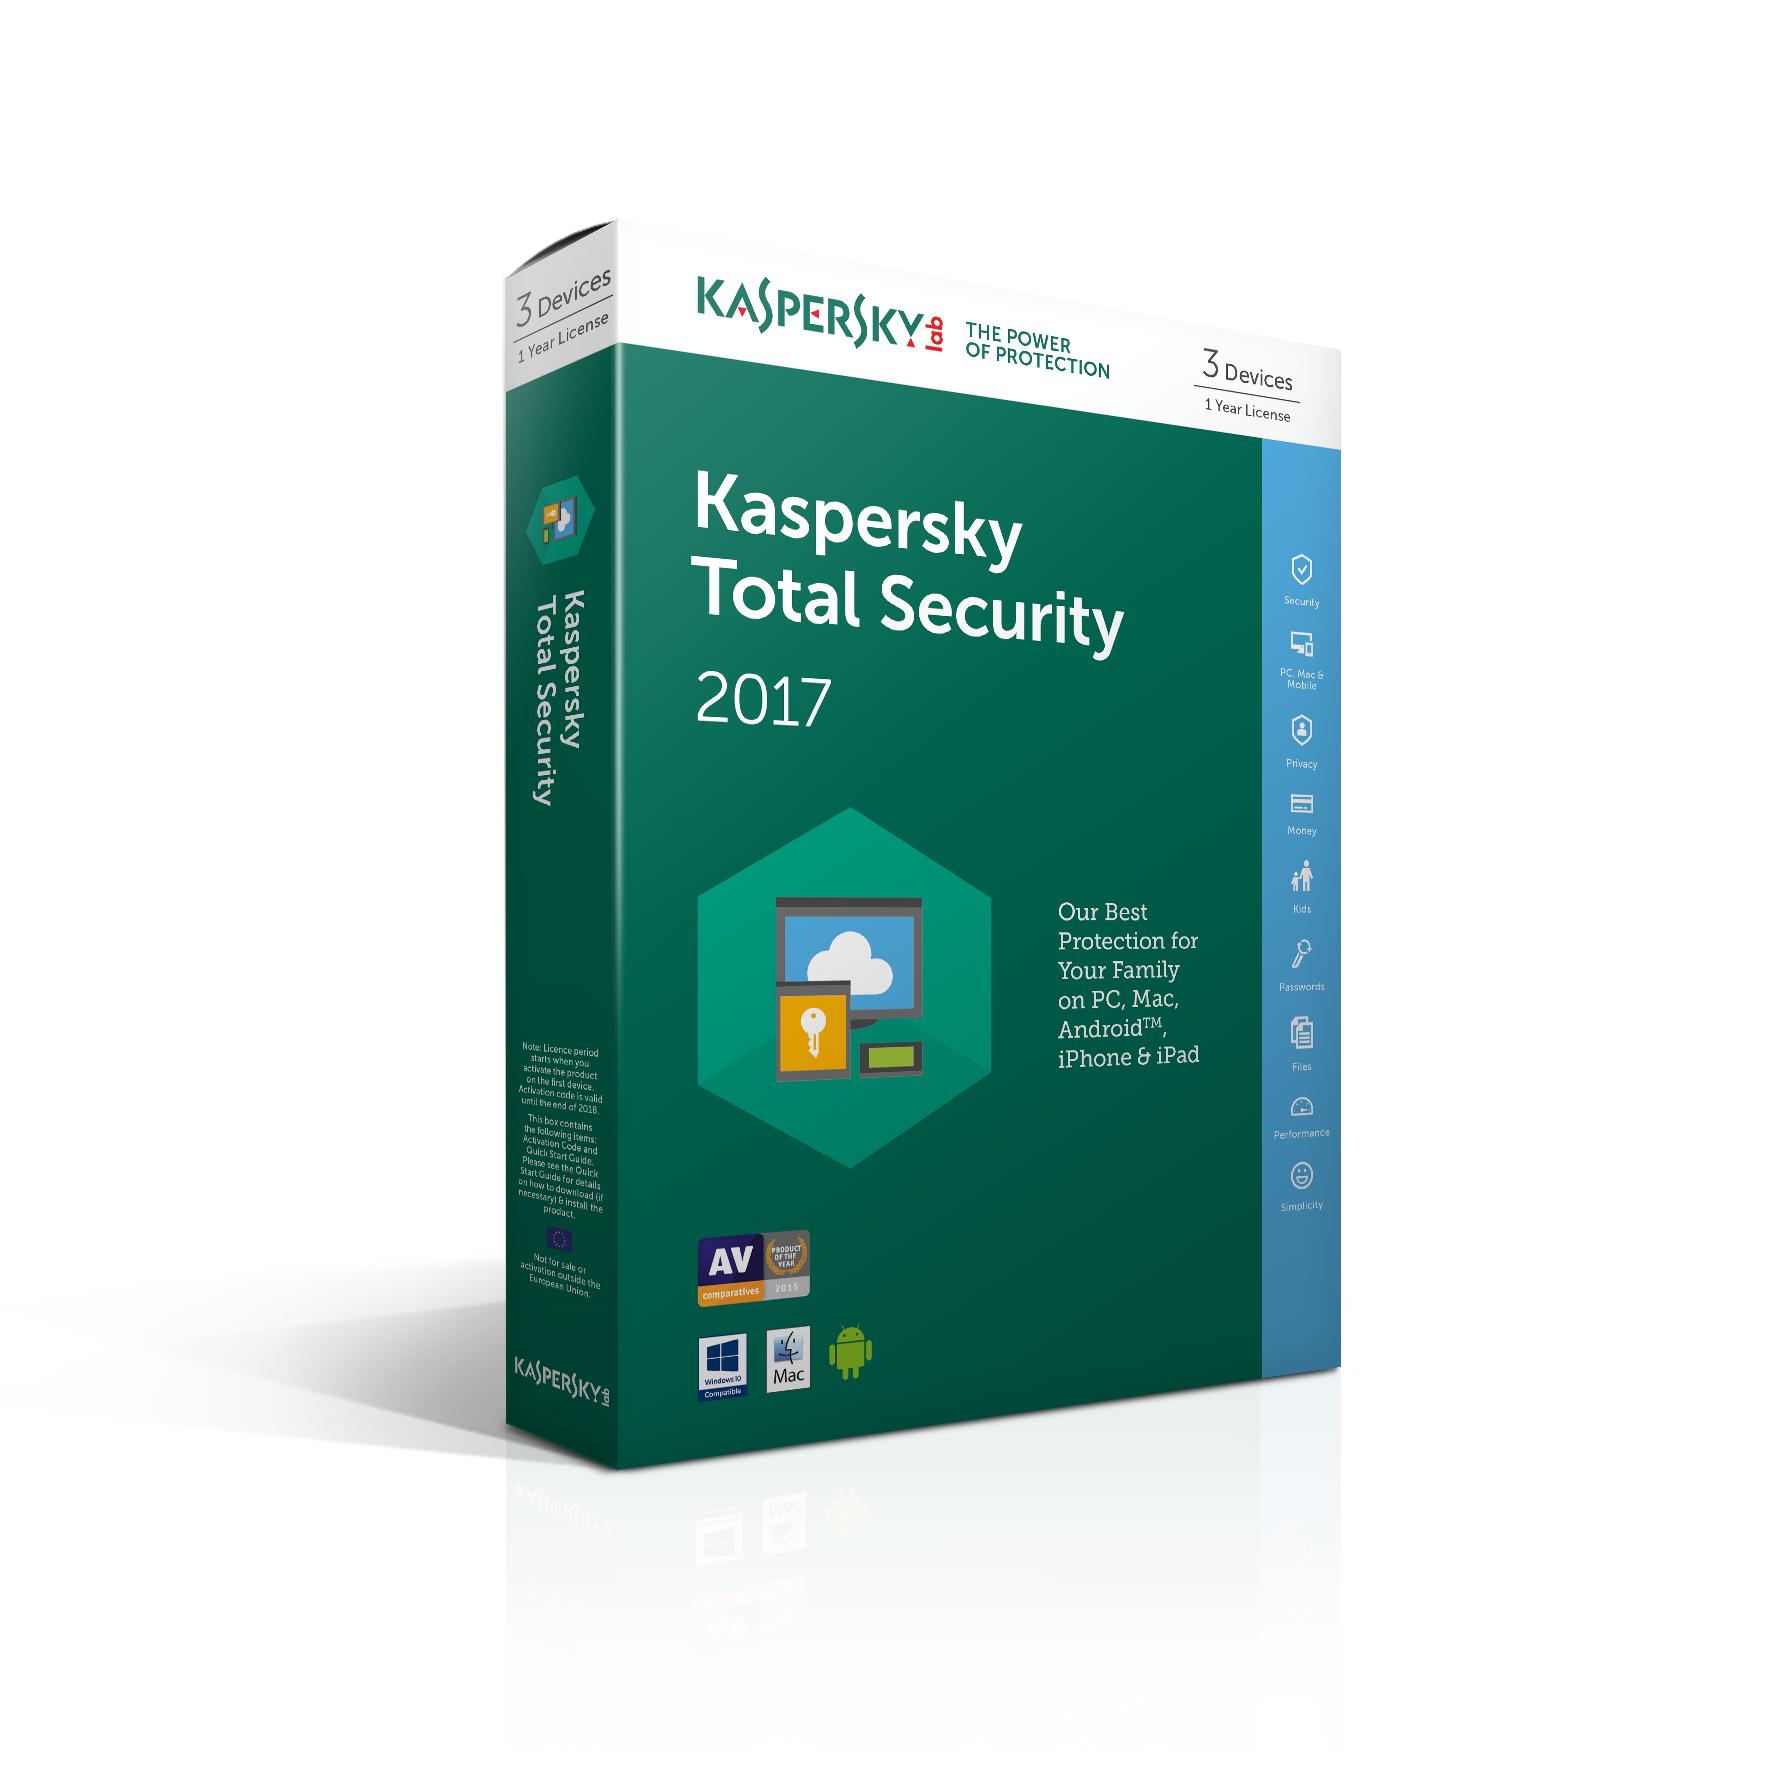 3 Devices
1 Year License
Kaspersky
Total Security
Note: Licence period
starts when you
activate the product
on the first device.
Activation code is valid
until the end of 2018.
This box contains
the following items:
Activation Code and
Quick Start Guide.
Please see the Quick
Start Guide for details
on how to download (if
necessary) & install the
product.
Not for sale or
activation outside the
European Union.
KASPERSKY lab
KASPERSKY lab
THE POWER
OF PROTECTION
3 Devices
1 Year License
Kaspersky
Total Security
2017
Our Best
Protection for
Your Family
on PC, Mac,
Android™,
iPhone & iPad
AV
comparatives
PRODUCT
OF THE
YEAR
2015
Windows 10
Compatible
Mac
Security
PC, Mac &
Mobile
Privacy
Money
Kids
Passwords
Files
Performance
Simplicity